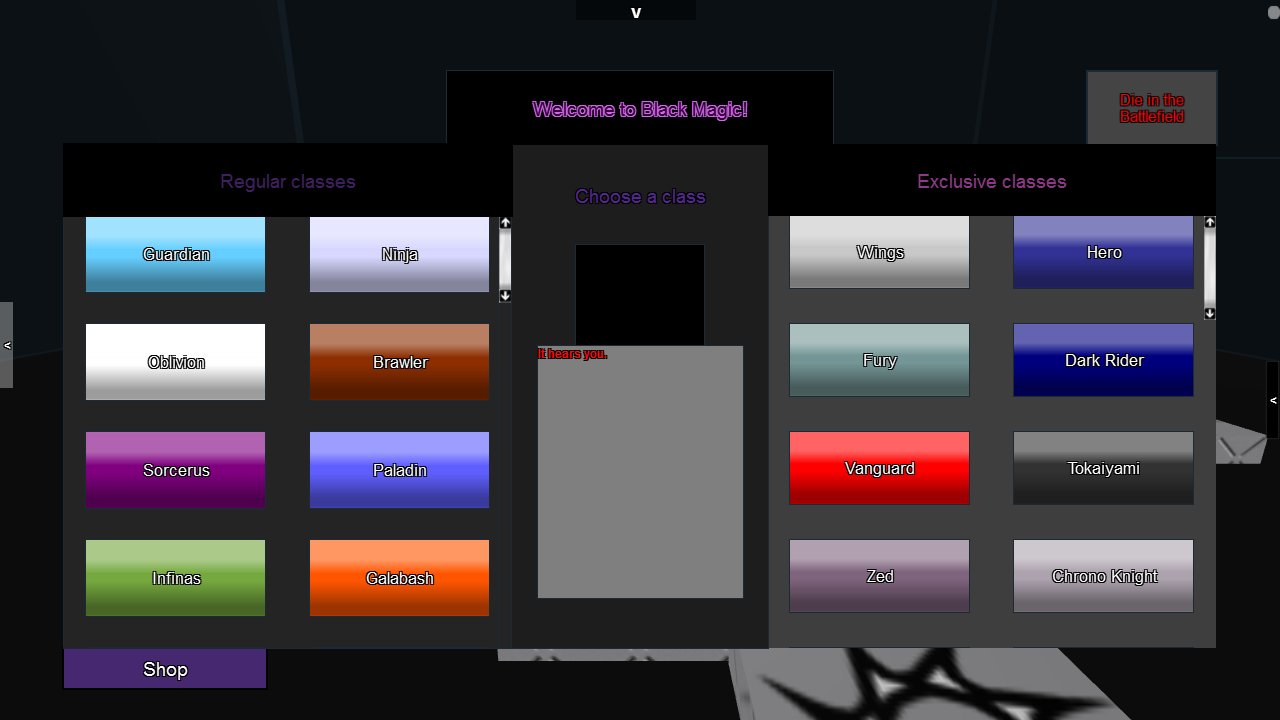 v
Welcome to Black Magic!
Die in the
Battlefield
Regular classes
Choose a class
Exclusive classes
Guardian
Ninja
Wings
Hero
<
It hears you.
Oblivion
Brawler
Fury
Dark Rider
<
Sorcerus
Paladin
Vanguard
Tokaiyami
Infinas
Galabash
Zed
Chrono Knight
Shop